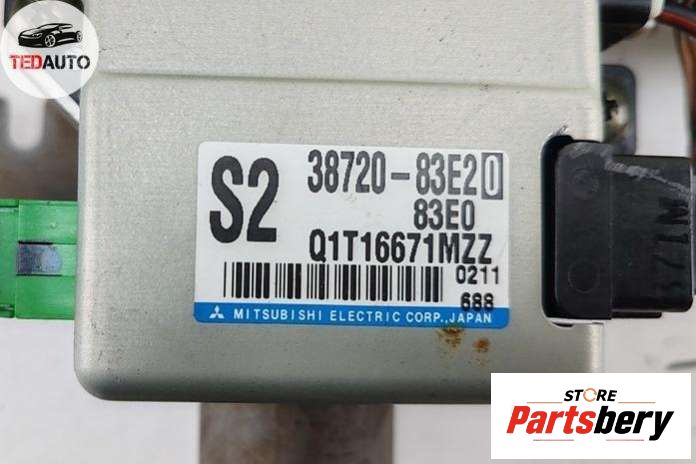 TEDAUTO
S2
38720-83E20
83E0
Q1T16671MZZ
0211
688
MITSUBISHI ELECTRIC CORP., JAPAN
STORE
Partsbery